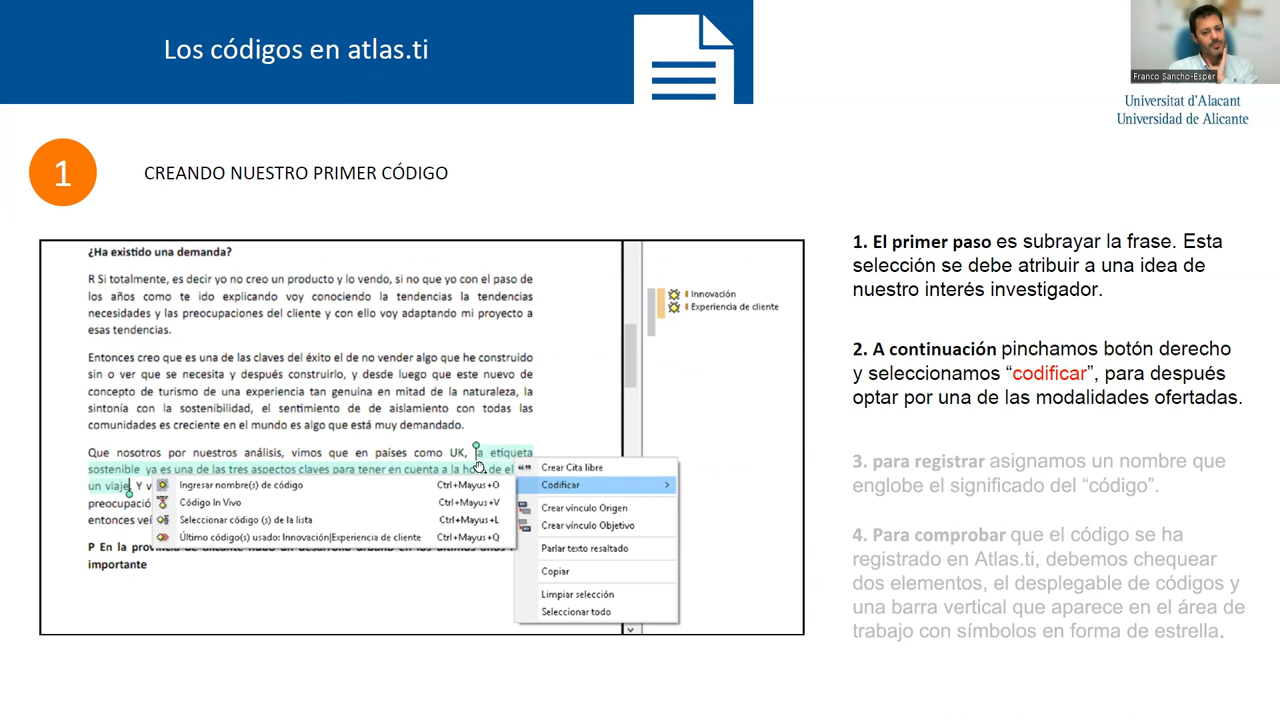 Los códigos en atlas.ti
Franco Sancho-Esper
Universitat d'Alacant
Universidad de Alicante
1
CREANDO NUESTRO PRIMER CÓDIGO
¿Ha existido una demanda?
R Si totalmente, es decir yo no creo un producto y lo vendo, si no que yo con el paso de
los años como te ido explicando voy conociendo la tendencias la tendencias
necesidades y las preocupaciones del cliente y con ello voy adaptando mi proyecto a
esas tendencias.
Entonces creo que es una de las claves del éxito el de no vender algo que he construido
sin o ver que se necesita y después construirlo, y desde luego que este nuevo de
concepto de turismo de una experiencia tan genuina en mitad de la naturaleza, la
sintonía con la sostenibilidad, el sentimiento de de aislamiento con todas las
comunidades es creciente en el mundo es algo que está muy demandado.
Que nosotros por nuestros análisis, vimos que en países como UK, la etiqueta
sostenible ya es una de las tres aspectos claves para tener en cuenta a la hora de el
un viaje. Y v
preocupació
entonces veí
P En la provincia de alicante hubo un desarrollo urbano en los últimos años
importante
Innovación
Experiencia de cliente
Crear Cita libre
Codificar
Crear vínculo Origen
Crear vínculo Objetivo
Parlar texto resaltado
Copiar
Limpiar selección
Seleccionar todo
Ingresar nombre(s) de código Ctrl+Mayus+O
Código In Vivo Ctrl+Mayus+V
Seleccionar código (s) de la lista Ctrl+Mayus+L
Último código(s) usado: Innovación|Experiencia de cliente Ctrl+Mayus+Q
1. El primer paso es subrayar la frase. Esta
selección se debe atribuir a una idea de
nuestro interés investigador.
2. A continuación pinchamos botón derecho
y seleccionamos “codificar”, para después
optar por una de las modalidades ofertadas.
3. para registrar asignamos un nombre que
englobe el significado del “código”.
4. Para comprobar que el código se ha
registrado en Atlas.ti, debemos chequear
dos elementos, el desplegable de códigos y
una barra vertical que aparece en el área de
trabajo con símbolos en forma de estrella.